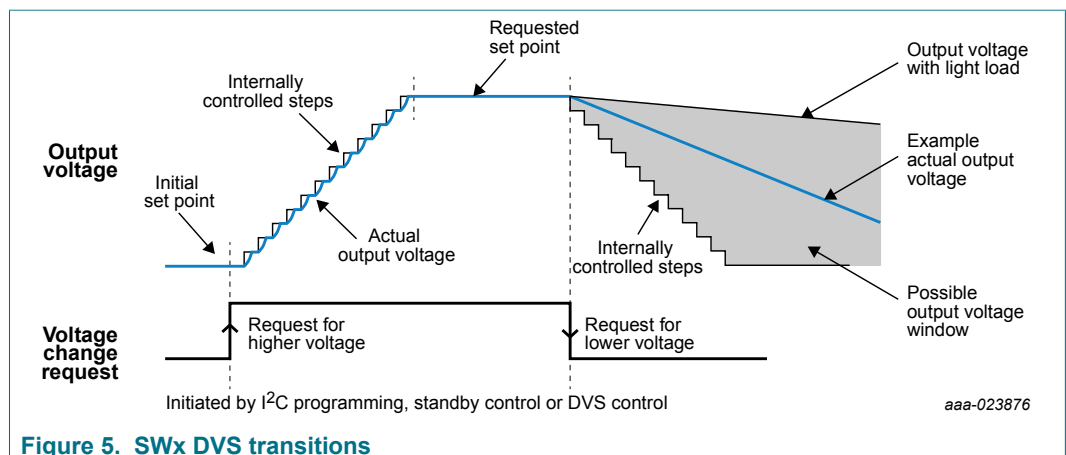 Requested
set point
Output voltage
with light load
Internally
controlled steps
Output
voltage
Example
actual output
voltage
Initial
set point
Actual
output voltage
Internally
controlled steps
Possible
output voltage
window
Voltage
change
request
Request for
higher voltage
Request for
lower voltage
Initiated by I²C programming, standby control or DVS control
aaa-023876
Figure 5. SWx DVS transitions